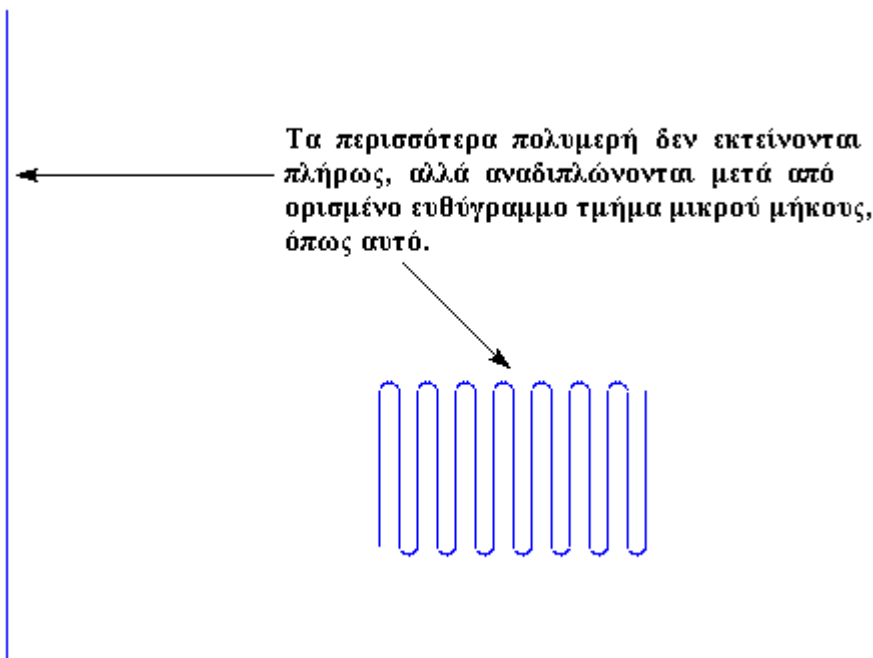 Τα περισσότερα πολυμερή δεν εκτείνονται
πλήρως, αλλά αναδιπλώνονται μετά από
ορισμένο ευθύγραμμο τμήμα μικρού μήκους,
όπως αυτό.